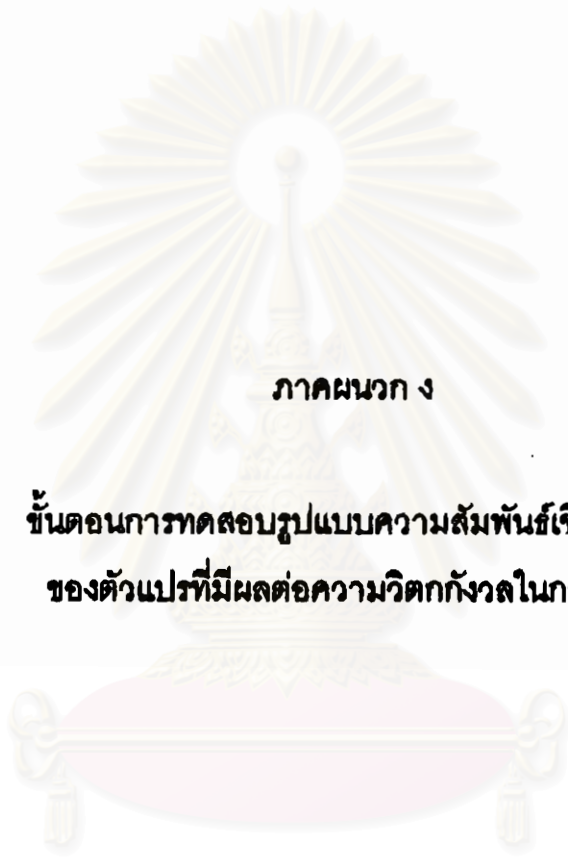 ภาคผนวก ง
ขั้นตอนการทดสอบรูปแบบความสัมพันธ์
ของตัวแปรที่มีผลต่อความวิตกกังวลใน